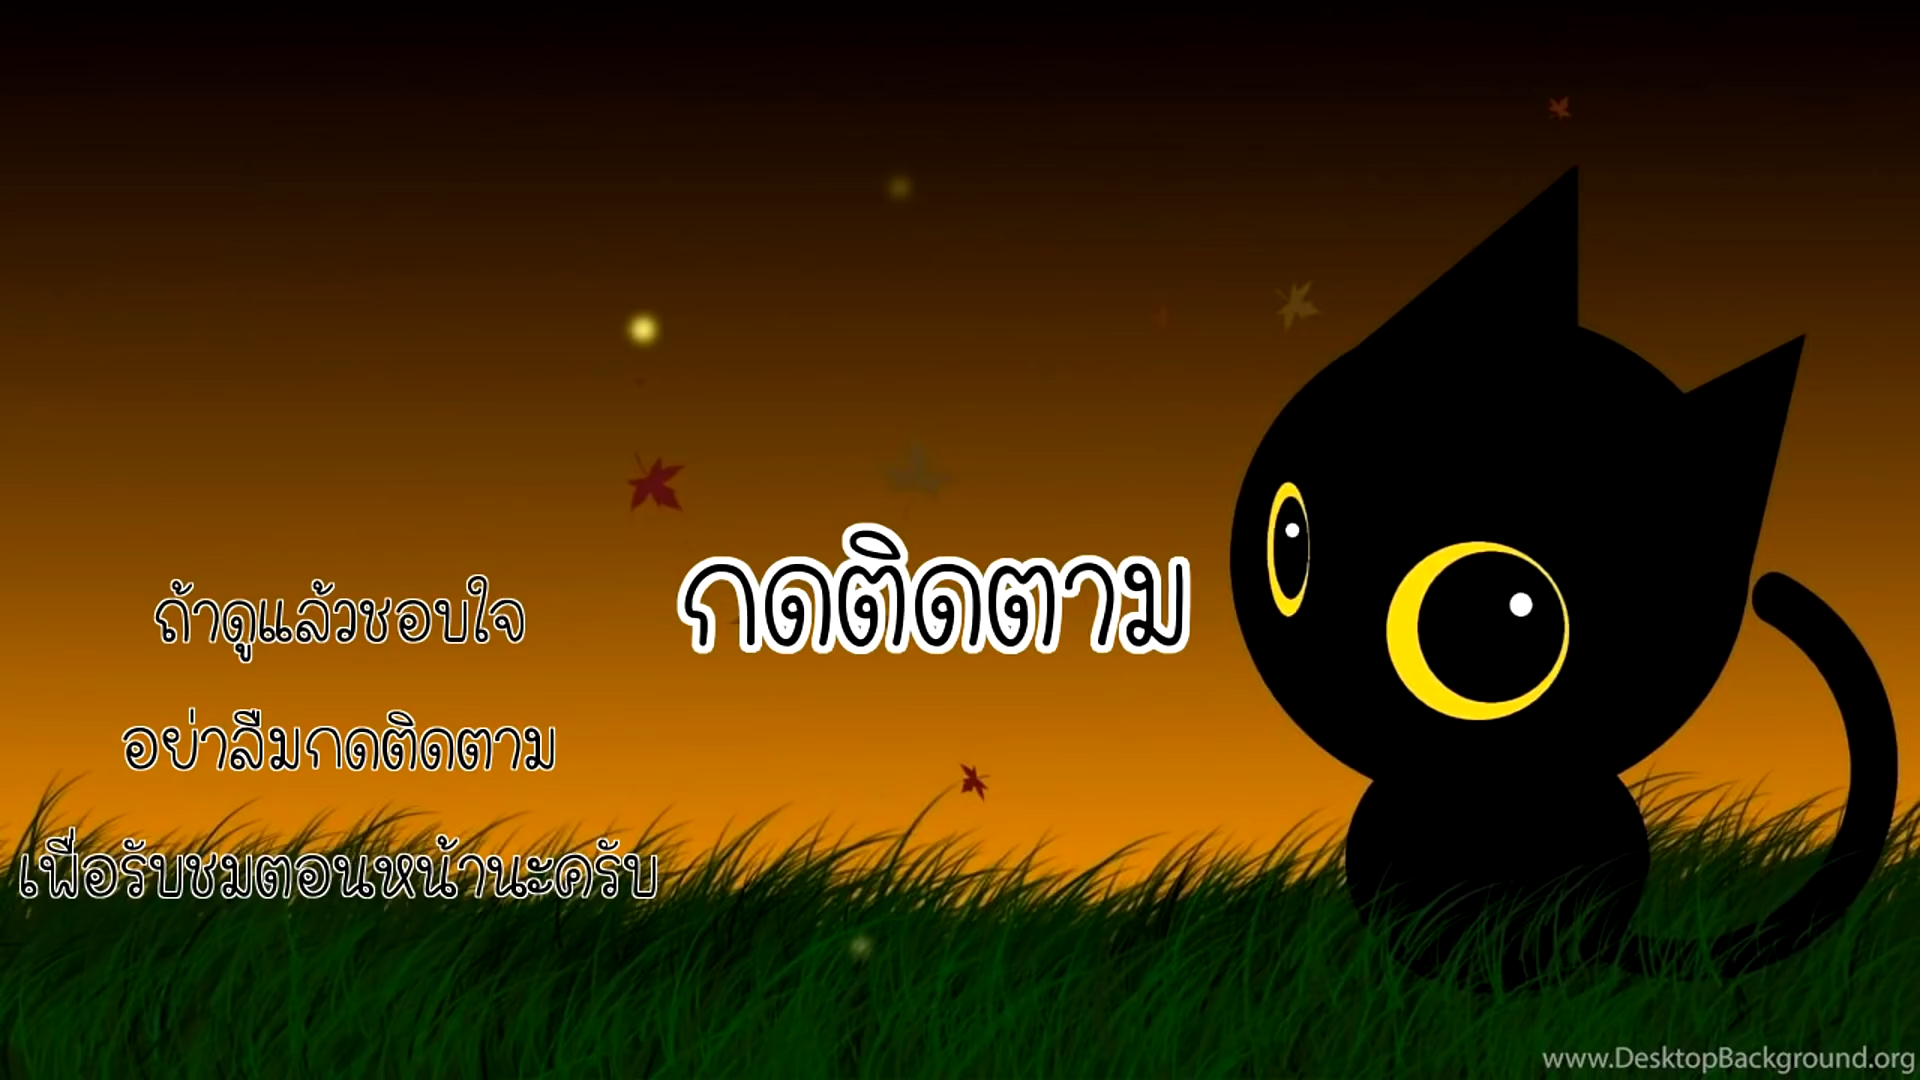 ถ้าดูแล้วชอบใจ
อย่าลืมกดติดตาม
เพื่อรับชมตอนหน้านะครับ
กดติดตาม
www.DesktopBackground.org